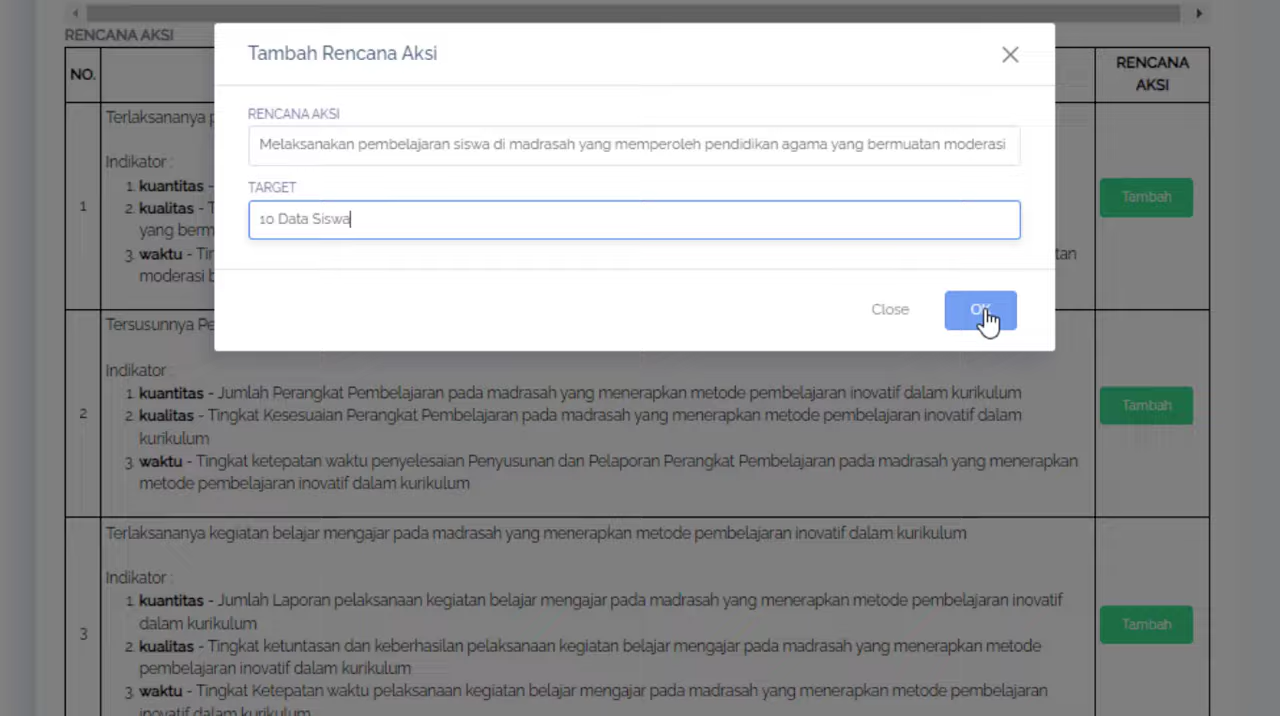 RENCANA AKSI
NO.
RENCANA
AKSI
Tambah Rencana Aksi
RENCANA AKSI
Melaksanakan pembelajaran siswa di madrasah yang memperoleh pendidikan agama yang bermuatan moderasi
TARGET
10 Data Siswa
Close
OK
1
Terlaksananya
Indikator :
1. kuantitas -
2. kualitas - T
yang berm
3. waktu - Tin
tan
moderasi b
Tambah
2
Tersusunnya Pe
Indikator :
1. kuantitas - Jumlah Perangkat Pembelajaran pada madrasah yang menerapkan metode pembelajaran inovatif dalam kurikulum
2. kualitas - Tingkat Kesesuaian Perangkat Pembelajaran pada madrasah yang menerapkan metode pembelajaran inovatif dalam
kurikulum
3. waktu - Tingkat ketepatan waktu penyelesaian Penyusunan dan Pelaporan Perangkat Pembelajaran pada madrasah yang menerapkan
metode pembelajaran inovatif dalam kurikulum
Tambah
3
Terlaksananya kegiatan belajar mengajar pada madrasah yang menerapkan metode pembelajaran inovatif dalam kurikulum
Indikator :
1. kuantitas - Jumlah Laporan pelaksanaan kegiatan belajar mengajar pada madrasah yang menerapkan metode pembelajaran inovatif
dalam kurikulum
2. kualitas - Tingkat ketuntasan dan keberhasilan pelaksanaan kegiatan belajar mengajar pada madrasah yang menerapkan metode
pembelajaran inovatif dalam kurikulum
3. waktu - Tingkat Ketepatan waktu pelaksanaan kegiatan belajar mengajar pada madrasah yang menerapkan metode pembelajaran
inovatif dalam kurikulum
Tambah